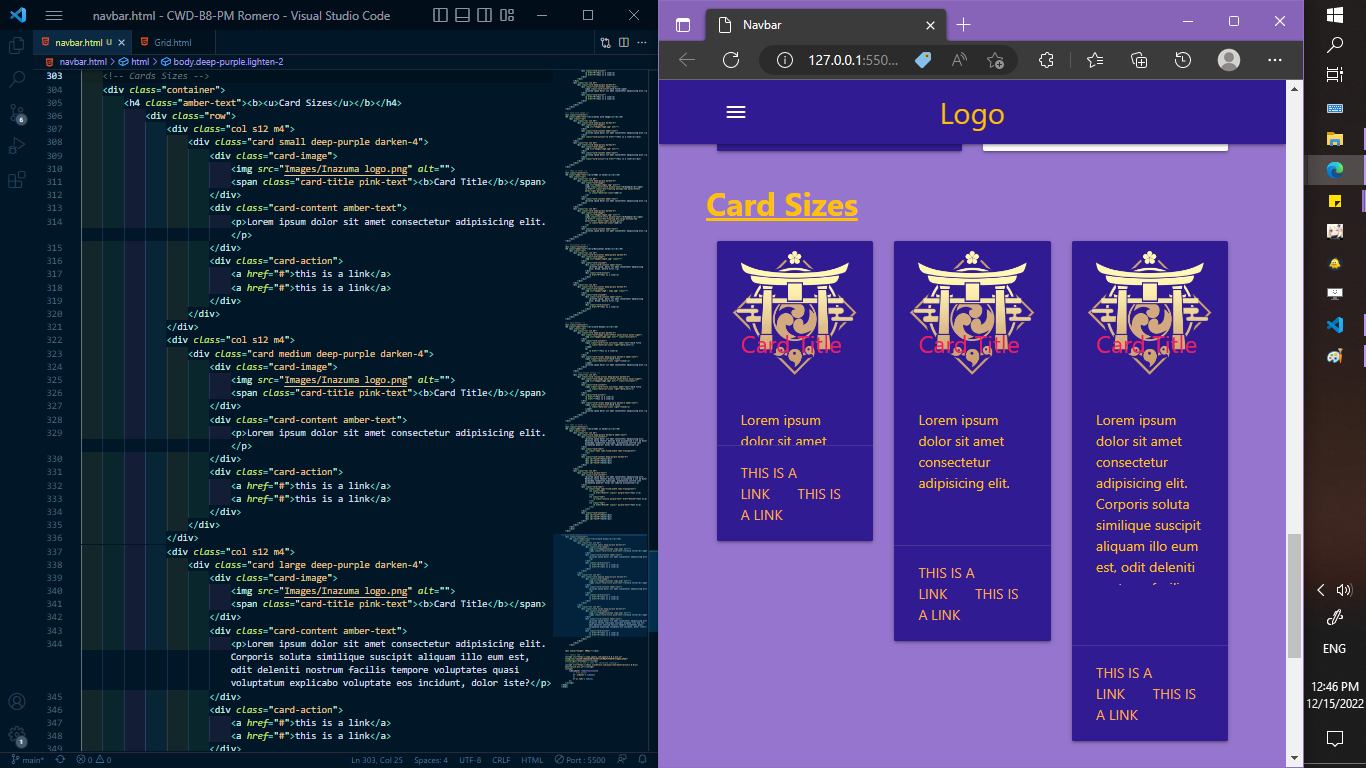 navbar.html - CWD-B8-PM Romero - Visual Studio Code
navbar.html U
Grid.html
navbar.html > html > body.deep-purple.lighten-2
303 <!-- Cards Sizes -->
304 <div class="container">
305 <h4 class="amber-text"><b><u>Card Sizes</u></b></h4>
306 <div class="row">
307 <div class="col s12 m4">
308 <div class="card small deep-purple darken-4">
309 <div class="card-image">
310 <img src="Images/Inazuma logo.png" alt="">
311 <span class="card-title pink-text"><b>Card Title</b></span>
312 </div>
313 <div class="card-content amber-text">
314 <p>Lorem ipsum dolor sit amet consectetur adipisicing elit.
</p>
315 </div>
316 <div class="card-action">
317 <a href="#">this is a link</a>
318 <a href="#">this is a link</a>
319 </div>
320 </div>
321 </div>
322 <div class="col s12 m4">
323 <div class="card medium deep-purple darken-4">
324 <div class="card-image">
325 <img src="Images/Inazuma logo.png" alt="">
326 <span class="card-title pink-text"><b>Card Title</b></span>
327 </div>
328 <div class="card-content amber-text">
329 <p>Lorem ipsum dolor sit amet consectetur adipisicing elit.
</p>
330 </div>
331 <div class="card-action">
332 <a href="#">this is a link</a>
333 <a href="#">this is a link</a>
334 </div>
335 </div>
336 </div>
337 <div class="col s12 m4">
338 <div class="card large deep-purple darken-4">
339 <div class="card-image">
340 <img src="Images/Inazuma logo.png" alt="">
341 <span class="card-title pink-text"><b>Card Title</b></span>
342 </div>
343 <div class="card-content amber-text">
344 <p>Lorem ipsum dolor sit amet consectetur adipisicing elit.
Corporis soluta similique suscipit aliquam illo eum est,
odit deleniti nostrum facilis tempore voluptates quasi
voluptatum explicabo voluptate eos incidunt, dolor iste?</p>
345 </div>
346 <div class="card-action">
347 <a href="#">this is a link</a>
348 <a href="#">this is a link</a>
349 </div>
6
1
main*
0 0
Ln 303, Col 25
Spaces: 4
UTF-8
CRLF
HTML
Port : 5500
Navbar
127.0.0.1:550...
Logo
Card Sizes
Card Title
Lorem ipsum
dolor sit amet
THIS IS A
LINK THIS IS
A LINK
Card Title
Lorem ipsum
dolor sit amet
consectetur
adipisicing elit.
THIS IS A
LINK THIS IS
A LINK
Card Title
Lorem ipsum
dolor sit amet
consectetur
adipisicing elit.
Corporis soluta
similique suscipit
aliquam illo eum
est, odit deleniti
THIS IS A
LINK THIS IS
A LINK
ENG
12:46 PM
12/15/2022